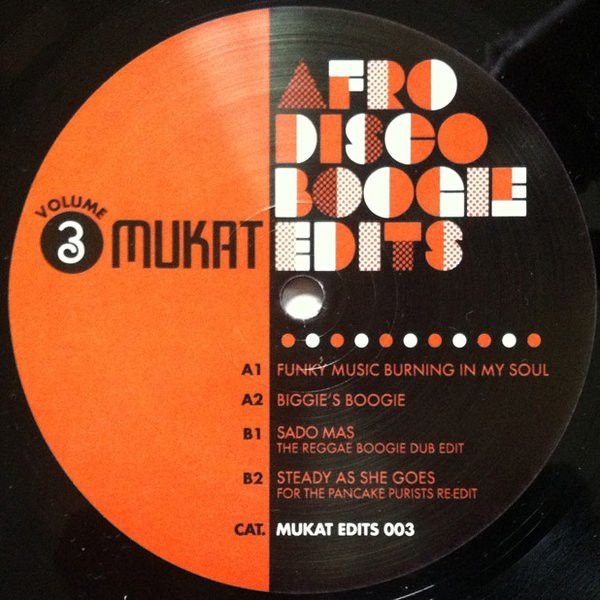 VOLUME
3
MUKAT
AFRO
DISCO
BOOGIE
EDITS
A1 FUNKY MUSIC BURNING IN MY SOUL
A2 BIGGIE'S BOOGIE
B1 SADO MAS
THE REGGAE BOOGIE DUB EDIT
B2 STEADY AS SHE GOES
FOR THE PANCAKE PURISTS RE-EDIT
CAT. MUKAT EDITS 003